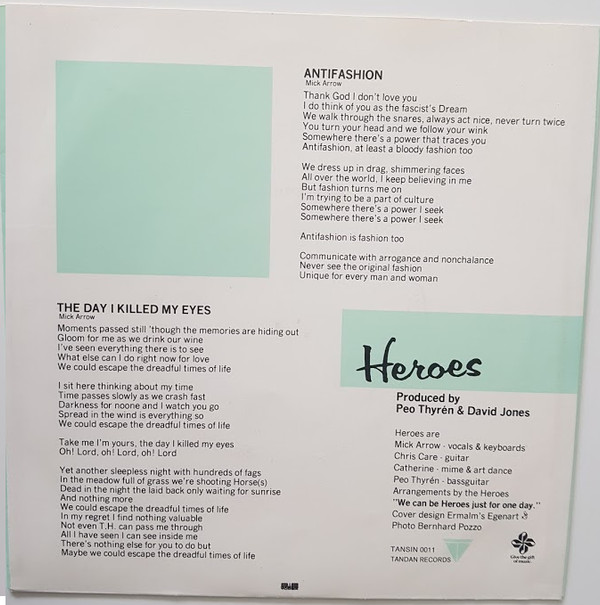 ANTIFASHION
Mick Arrow
Thank God I don't love you
I do think of you as the fascist's Dream
We walk through the snares, always act nice, never turn twice
You turn your head and we follow your wink
Somewhere there's a power that traces you
Antifashion, at least a bloody fashion too
We dress up in drag, shimmering faces
All over the world, I keep believing in me
But fashion turns me on
I'm trying to be a part of culture
Somewhere there's a power I seek
Somewhere there's a power I seek
Antifashion is fashion too
Communicate with arrogance and nonchalance
Never see the original fashion
Unique for every man and woman
THE DAY I KILLED MY EYES
Mick Arrow
Moments passed still 'though the memories are hiding out
Gloom for me as we drink our wine
I've seen everything there is to see
What else can I do right now for love
We could escape the dreadful times of life
I sit here thinking about my time
Time passes slowly as we crash fast
Darkness for noone and I watch you go
Spread in the wind is everything so
We could escape the dreadful times of life
Take me I'm yours, the day I killed my eyes
Oh! Lord, oh! Lord, oh! Lord
Yet another sleepless night with hundreds of fags
In the meadow full of grass we're shooting Horse(s)
Dead in the night the laid back only waiting for sunrise
And nothing more
We could escape the dreadful times of life
In my regret I find nothing valuable
Not even T.H. can pass me through
All I have seen I can see inside me
There's nothing else for you to do but
Maybe we could escape the dreadful times of life
Heroes
Produced by
Peo Thyrén & David Jones
Heroes are
Mick Arrow - vocals & keyboards
Chris Care - guitar
Catherine - mime & art dance
Peo Thyrén - bassguitar
Arrangements by the Heroes
"We can be Heroes just for one day."
Cover design Ermalm's Egenart
Photo Bernhard Pozzo
TANSIN 0011
TANDAN RECORDS
Give the gift
of music.